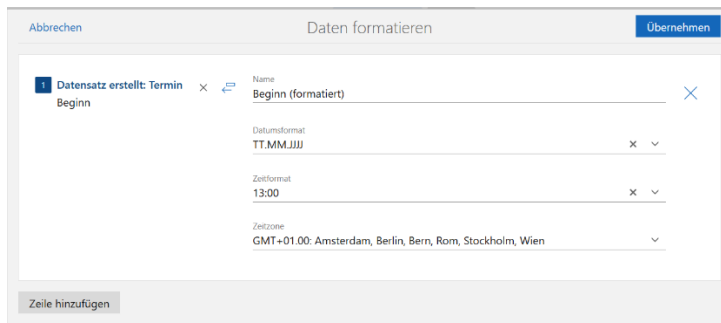 Abbrechen
Daten formatieren
Übernehmen
1 Datensatz erstellt: Termin
Beginn
Name
Beginn (formatiert)
Datumsformat
TT.MM.JJJJ
Zeitformat
13:00
Zeitzone
GMT+01.00: Amsterdam, Berlin, Bern, Rom, Stockholm, Wien
Zeile hinzufügen